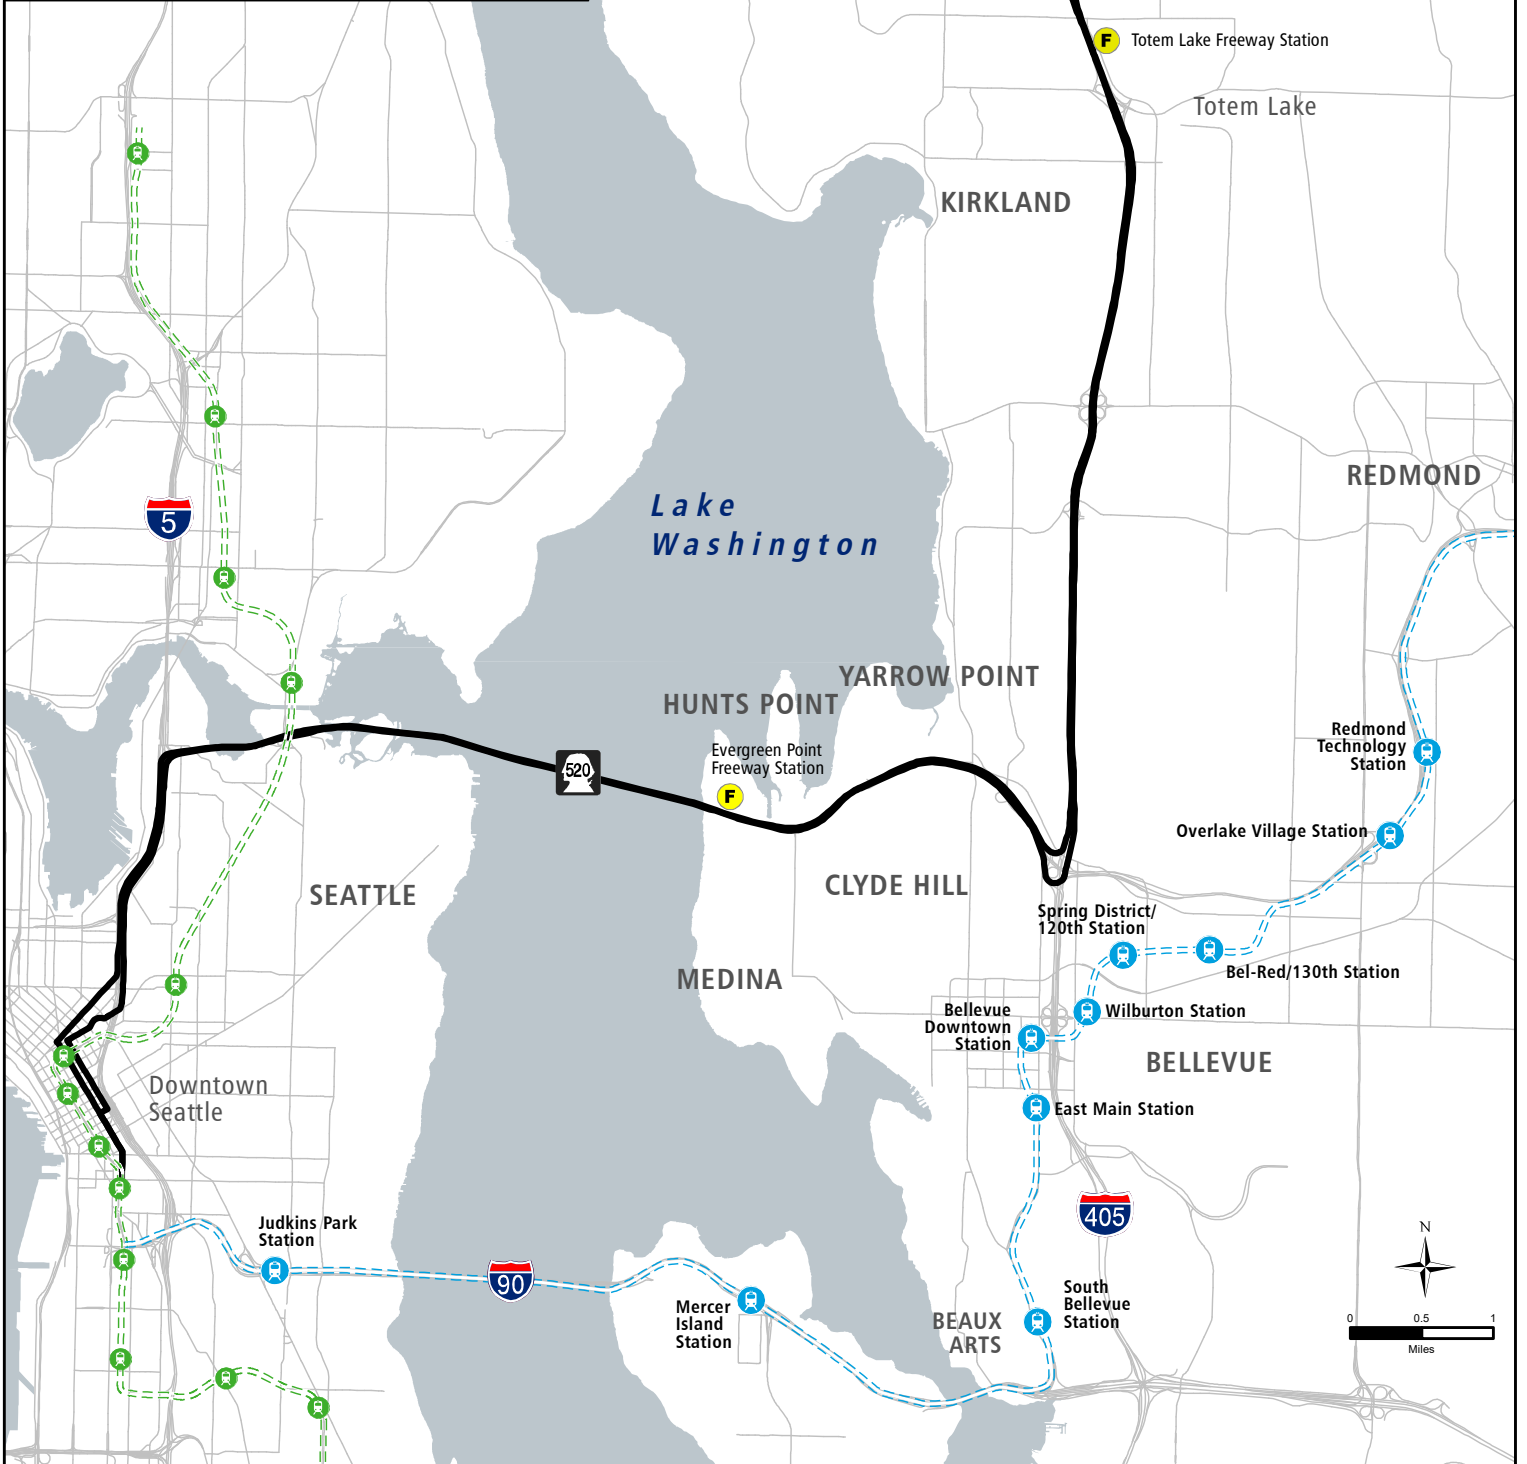 F
Totem Lake Freeway Station
Totem Lake
KIRKLAND
REDMOND
5
Lake
Washington
YARROW POINT
HUNTS POINT
Evergreen Point
Freeway Station
F
520
Redmond
Technology
Station
Overlake Village Station
SEATTLE
CLYDE HILL
Spring District/
120th Station
MEDINA
Bel-Red/130th Station
Bellevue
Downtown
Station
Wilburton Station
BELLEVUE
Downtown
Seattle
East Main Station
405
Judkins Park
Station
90
N
Mercer
Island
Station
South
Bellevue
Station
BEAUX
ARTS
0 0.5 1
Miles